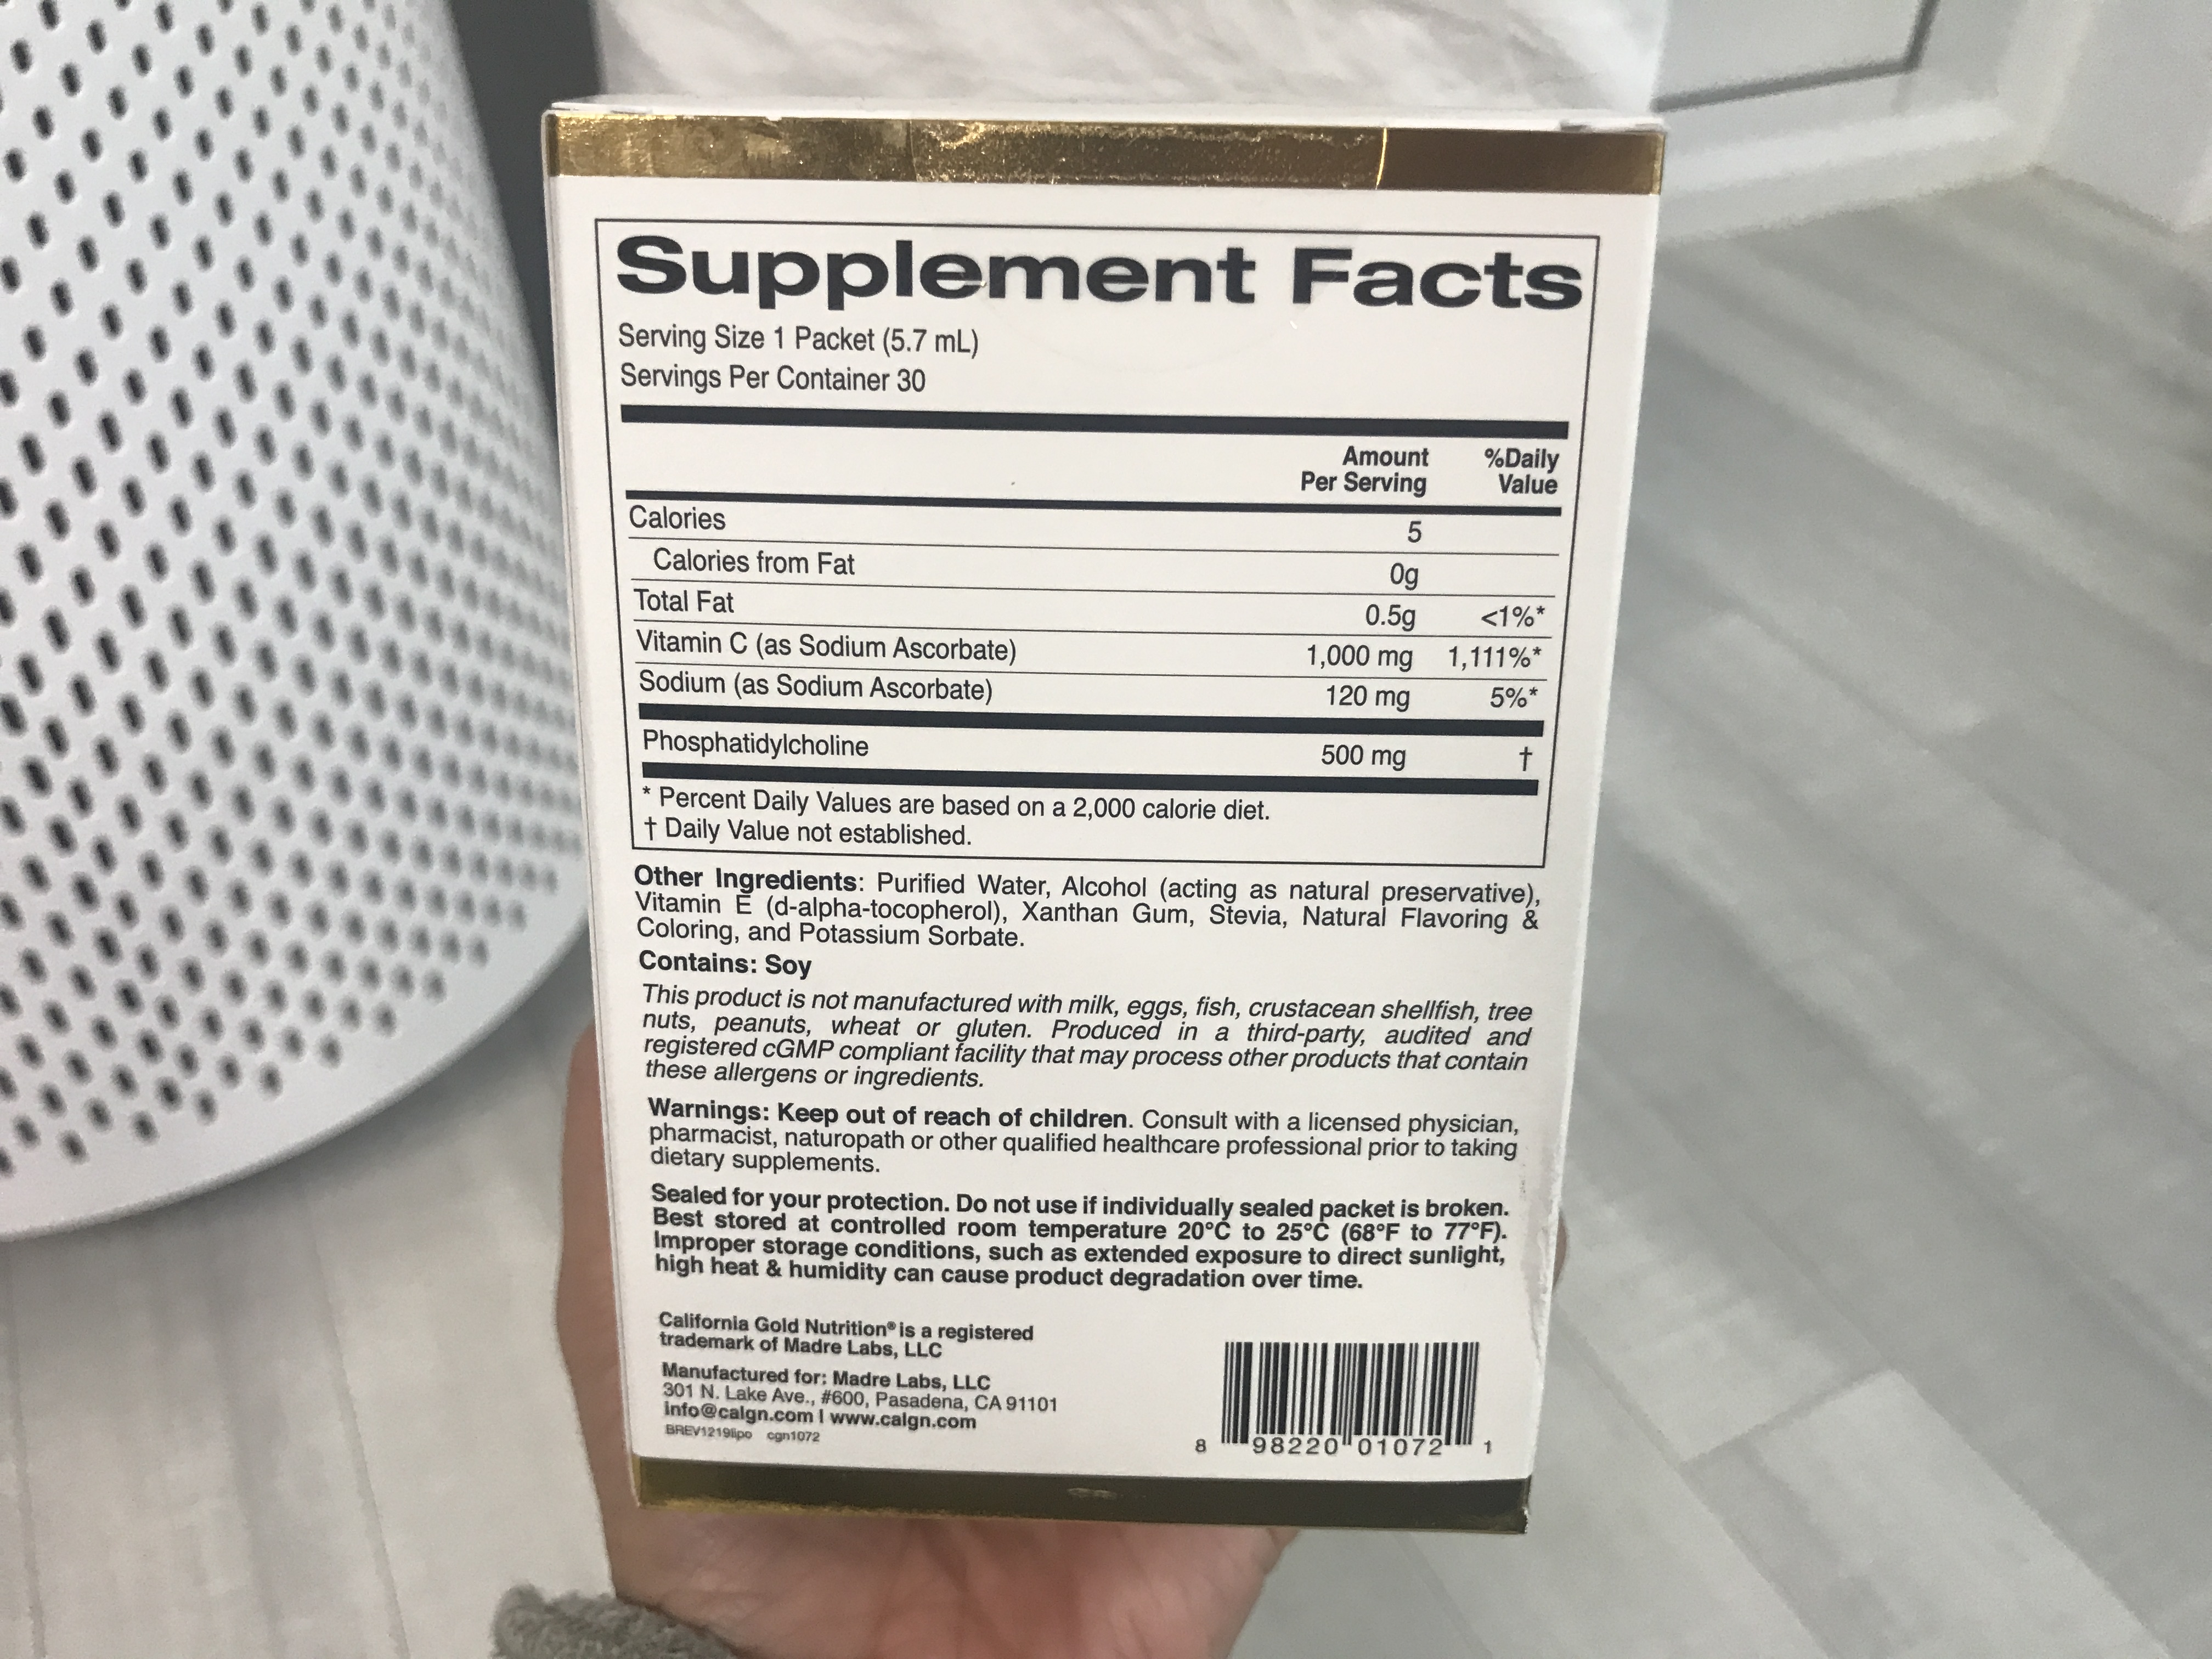 Supplement Facts
Serving Size 1 Packet (5.7 mL)
Servings Per Container 30
Amount Per Serving %Daily Value
Calories 5
Calories from Fat 0g
Total Fat 0.5g <1%*
Vitamin C (as Sodium Ascorbate) 1,000 mg 1,111%*
Sodium (as Sodium Ascorbate) 120 mg 5%*
Phosphatidylcholine 500 mg †
* Percent Daily Values are based on a 2,000 calorie diet.
† Daily Value not established.
Other Ingredients: Purified Water, Alcohol (acting as natural preservative),
Vitamin E (d-alpha-tocopherol), Xanthan Gum, Stevia, Natural Flavoring &
Coloring, and Potassium Sorbate.
Contains: Soy
This product is not manufactured with milk, eggs, fish, crustacean shellfish, tree
nuts, peanuts, wheat or gluten. Produced in a third-party, audited and
registered cGMP compliant facility that may process other products that contain
these allergens or ingredients.
Warnings: Keep out of reach of children. Consult with a licensed physician,
pharmacist, naturopath or other qualified healthcare professional prior to taking
dietary supplements.
Sealed for your protection. Do not use if individually sealed packet is broken.
Best stored at controlled room temperature 20°C to 25°C (68°F to 77°F).
Improper storage conditions, such as extended exposure to direct sunlight,
high heat & humidity can cause product degradation over time.
California Gold Nutrition® is a registered
trademark of Madre Labs, LLC
Manufactured for: Madre Labs, LLC
301 N. Lake Ave., #600, Pasadena, CA 91101
info@calgn.com I www.calgn.com
BREV1219lipo cgn1072
8 98220 01072 1